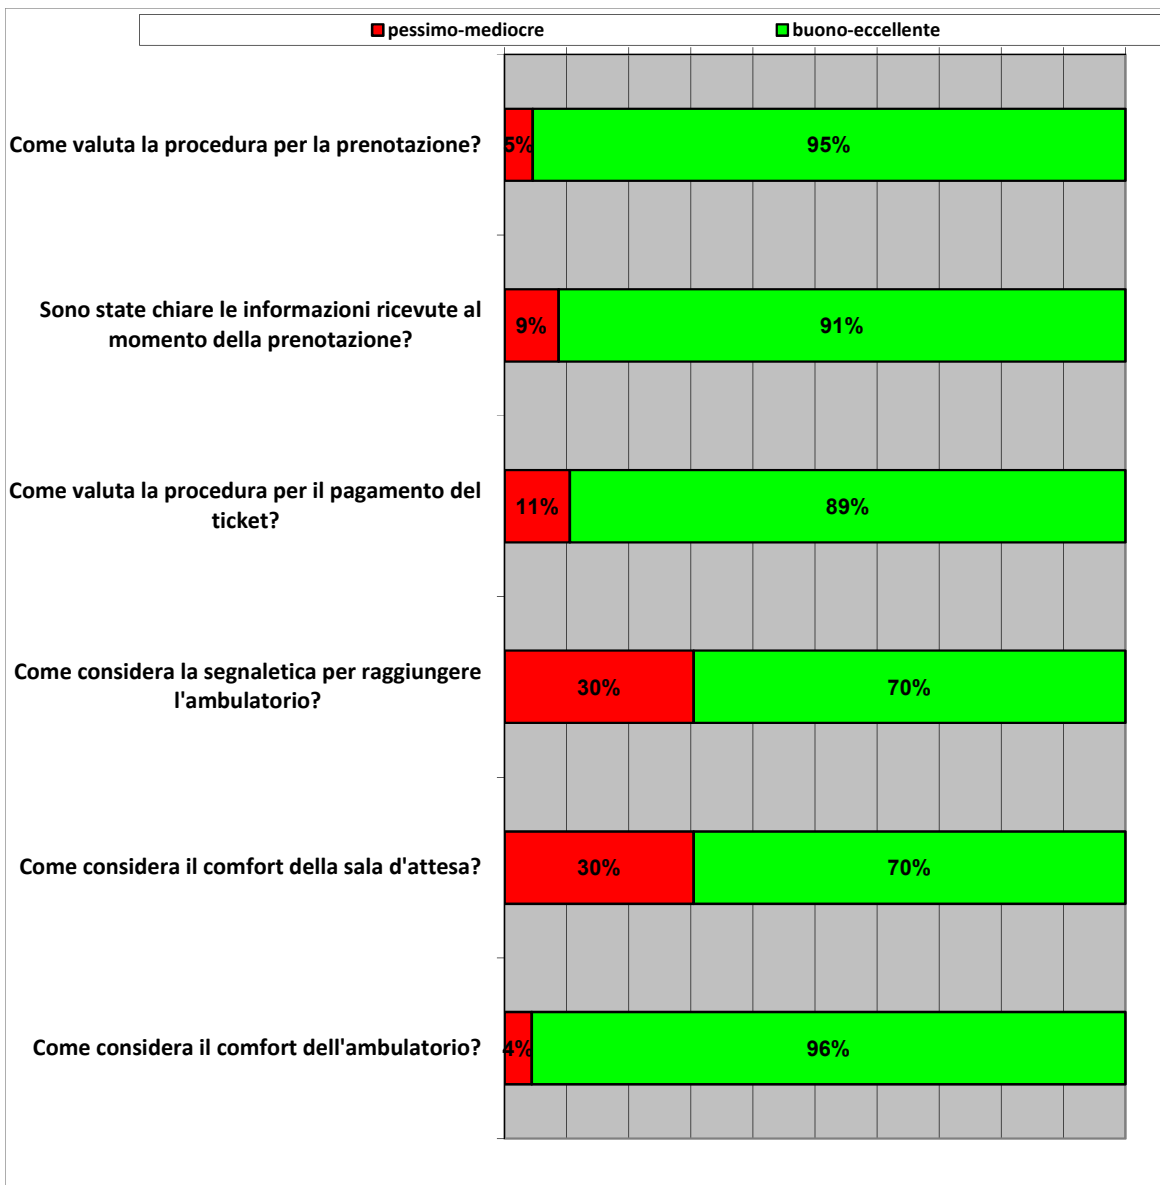 pessimo-mediocre buono-eccellente
Come valuta la procedura per la prenotazione?
5% 95%
Sono state chiare le informazioni ricevute al
momento della prenotazione?
9% 91%
Come valuta la procedura per il pagamento del
ticket?
11% 89%
Come considera la segnaletica per raggiungere
l'ambulatorio?
30% 70%
Come considera il comfort della sala d'attesa?
30% 70%
Come considera il comfort dell'ambulatorio?
4% 96%